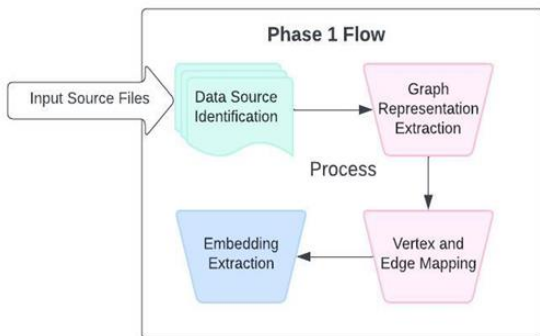 Phase 1 Flow
Input Source Files
Data Source
Identification
Graph
Representation
Extraction
Process
Vertex and
Edge Mapping
Embedding
Extraction